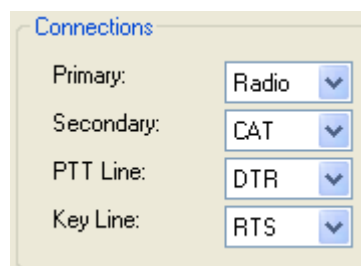 Connections
Primary: Radio
Secondary: CAT
PTT Line: DTR
Key Line: RTS